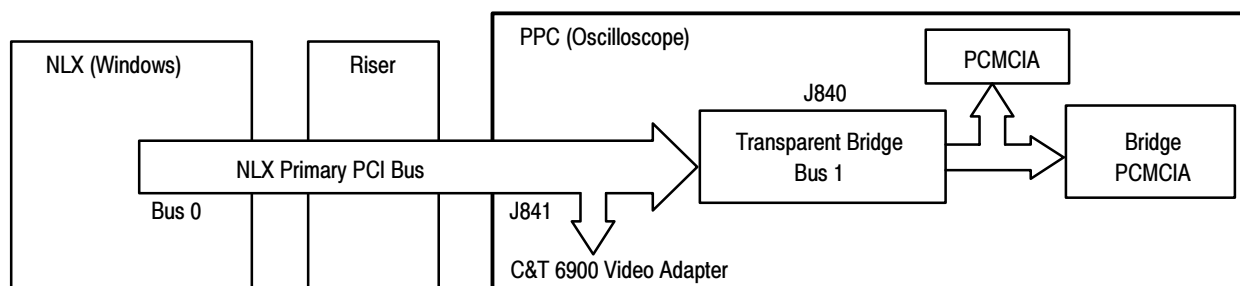 PPC (Oscilloscope)
NLX (Windows)
Riser
PCMCIA
J840
Transparent Bridge
Bus 1
Bridge
PCMCIA
NLX Primary PCI Bus
Bus 0
J841
C&T 6900 Video Adapter